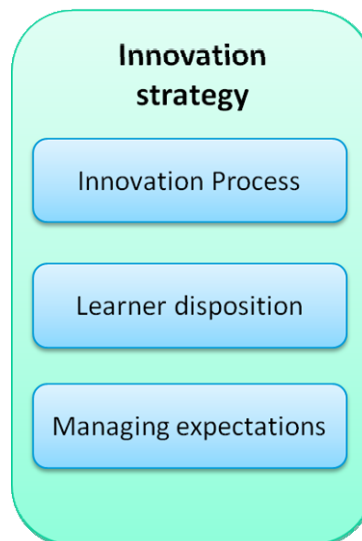 Innovation
strategy
Innovation Process
Learner disposition
Managing expectations